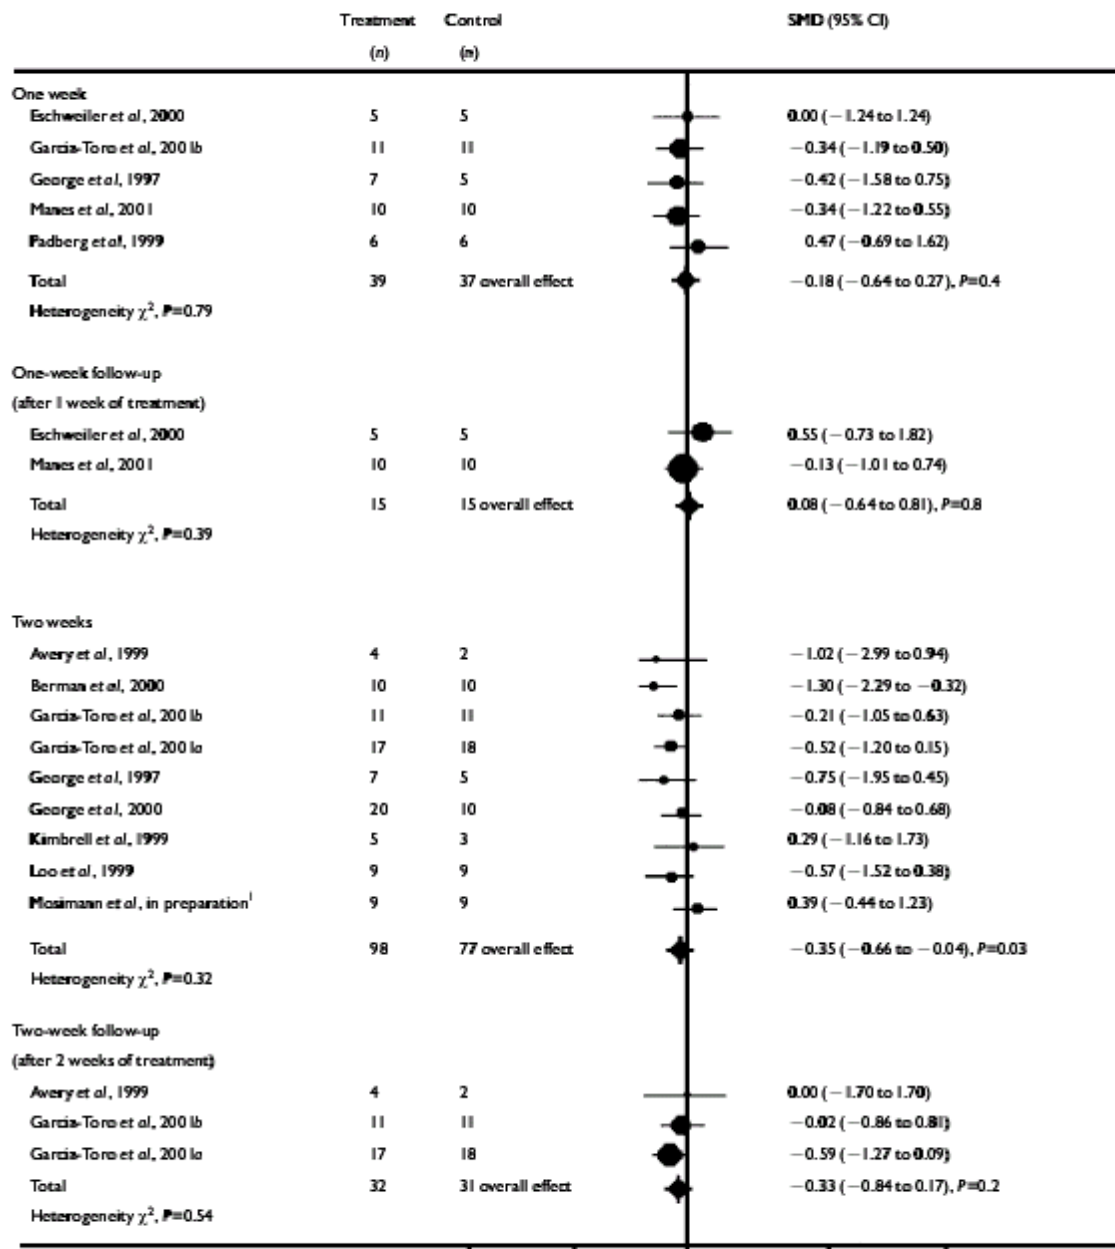 Treatment Control SMD (95% CI)
(n) (n)
One week
Eschweiler et al, 2000 5 5 0.00 (−1.24 to 1.24)
Garcia-Toro et al, 2001b 11 11 −0.34 (−1.19 to 0.50)
George et al, 1997 7 5 −0.42 (−1.58 to 0.75)
Manes et al, 2001 10 10 −0.34 (−1.22 to 0.55)
Padberg et al, 1999 6 6 0.47 (−0.69 to 1.62)
Total 39 37 overall effect −0.18 (−0.64 to 0.27), P=0.4
Heterogeneity χ², P=0.79
One-week follow-up
(after 1 week of treatment)
Eschweiler et al, 2000 5 5 0.55 (−0.73 to 1.82)
Manes et al, 2001 10 10 −0.13 (−1.01 to 0.74)
Total 15 15 overall effect 0.08 (−0.64 to 0.81), P=0.8
Heterogeneity χ², P=0.39
Two weeks
Avery et al, 1999 4 2 −1.02 (−2.99 to 0.94)
Berman et al, 2000 10 10 −1.30 (−2.29 to −0.32)
Garcia-Toro et al, 2001b 11 11 −0.21 (−1.05 to 0.63)
Garcia-Toro et al, 2001a 17 18 −0.52 (−1.20 to 0.15)
George et al, 1997 7 5 −0.75 (−1.95 to 0.45)
George et al, 2000 20 10 −0.08 (−0.84 to 0.68)
Kimbrell et al, 1999 5 3 0.29 (−1.16 to 1.73)
Loo et al, 1999 9 9 −0.57 (−1.52 to 0.38)
Mosimann et al, in preparation¹ 9 9 0.39 (−0.44 to 1.23)
Total 98 77 overall effect −0.35 (−0.66 to −0.04), P=0.03
Heterogeneity χ², P=0.32
Two-week follow-up
(after 2 weeks of treatment)
Avery et al, 1999 4 2 0.00 (−1.70 to 1.70)
Garcia-Toro et al, 2001b 11 11 −0.02 (−0.86 to 0.81)
Garcia-Toro et al, 2001a 17 18 −0.59 (−1.27 to 0.09)
Total 32 31 overall effect −0.33 (−0.84 to 0.17), P=0.2
Heterogeneity χ², P=0.54